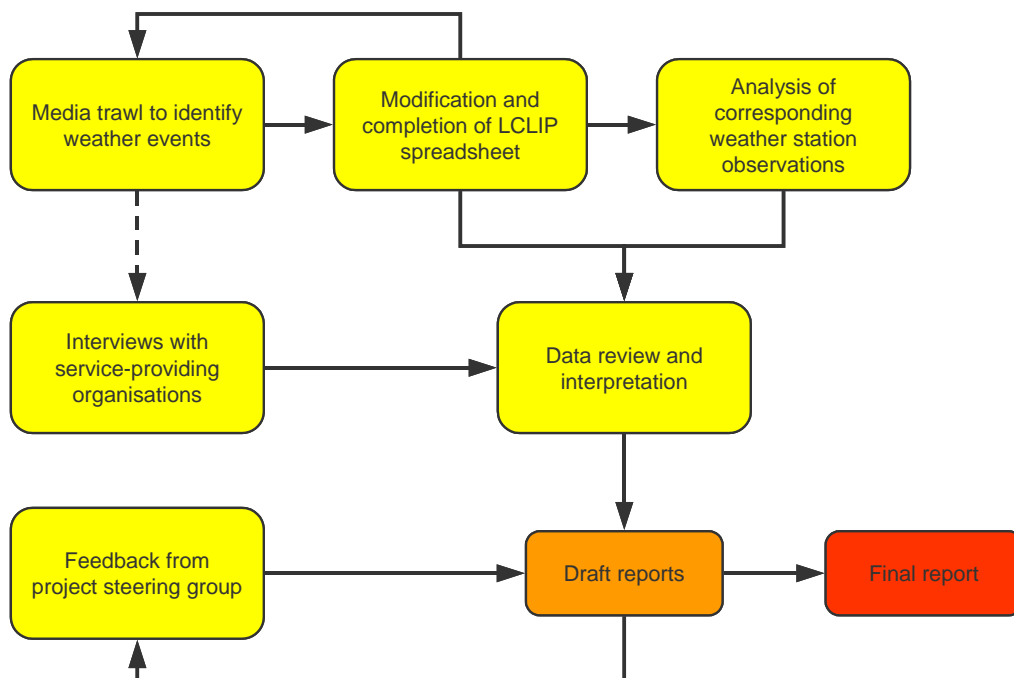 Media trawl to identify
weather events
Modification and
completion of LCLIP
spreadsheet
Analysis of
corresponding
weather station
observations
Interviews with
service-providing
organisations
Data review and
interpretation
Feedback from
project steering group
Draft reports
Final report